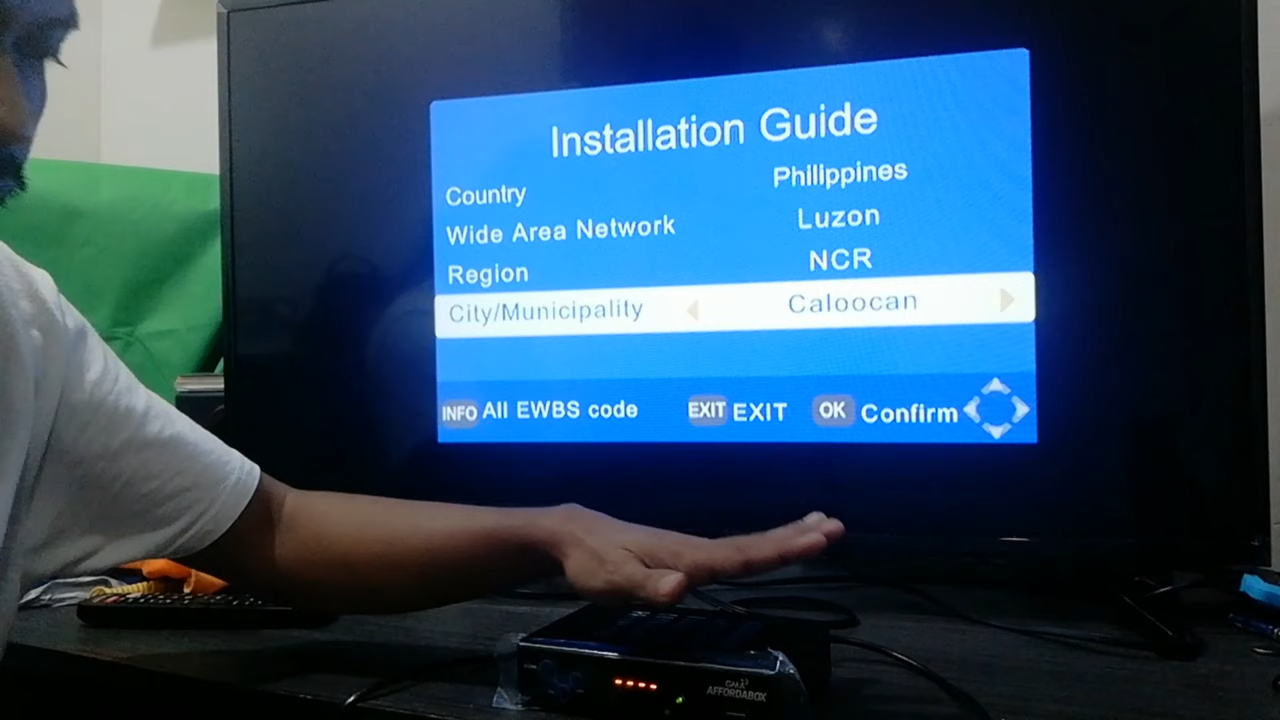 Installation Guide
Country Philippines
Wide Area Network Luzon
Region NCR
City/Municipality Caloocan
INFO All EWBS code EXIT EXIT OK Confirm
GMA
AFFORDABOX